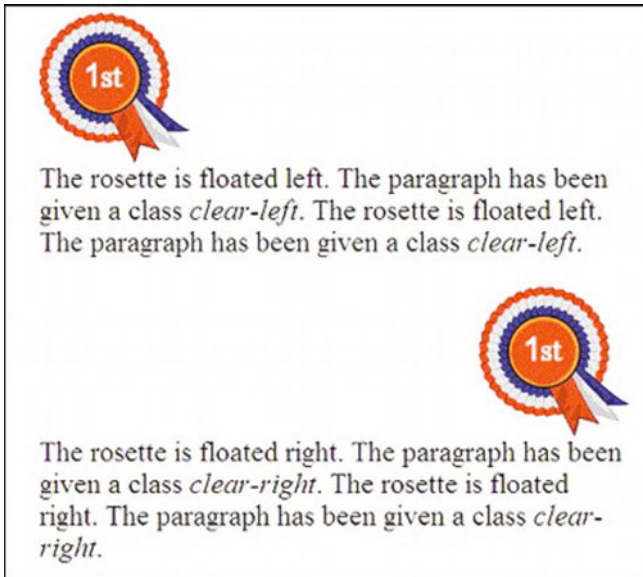 1st
The rosette is floated left. The paragraph has been
given a class clear-left. The rosette is floated left.
The paragraph has been given a class clear-left.
1st
The rosette is floated right. The paragraph has been
given a class clear-right. The rosette is floated
right. The paragraph has been given a class clear-
right.